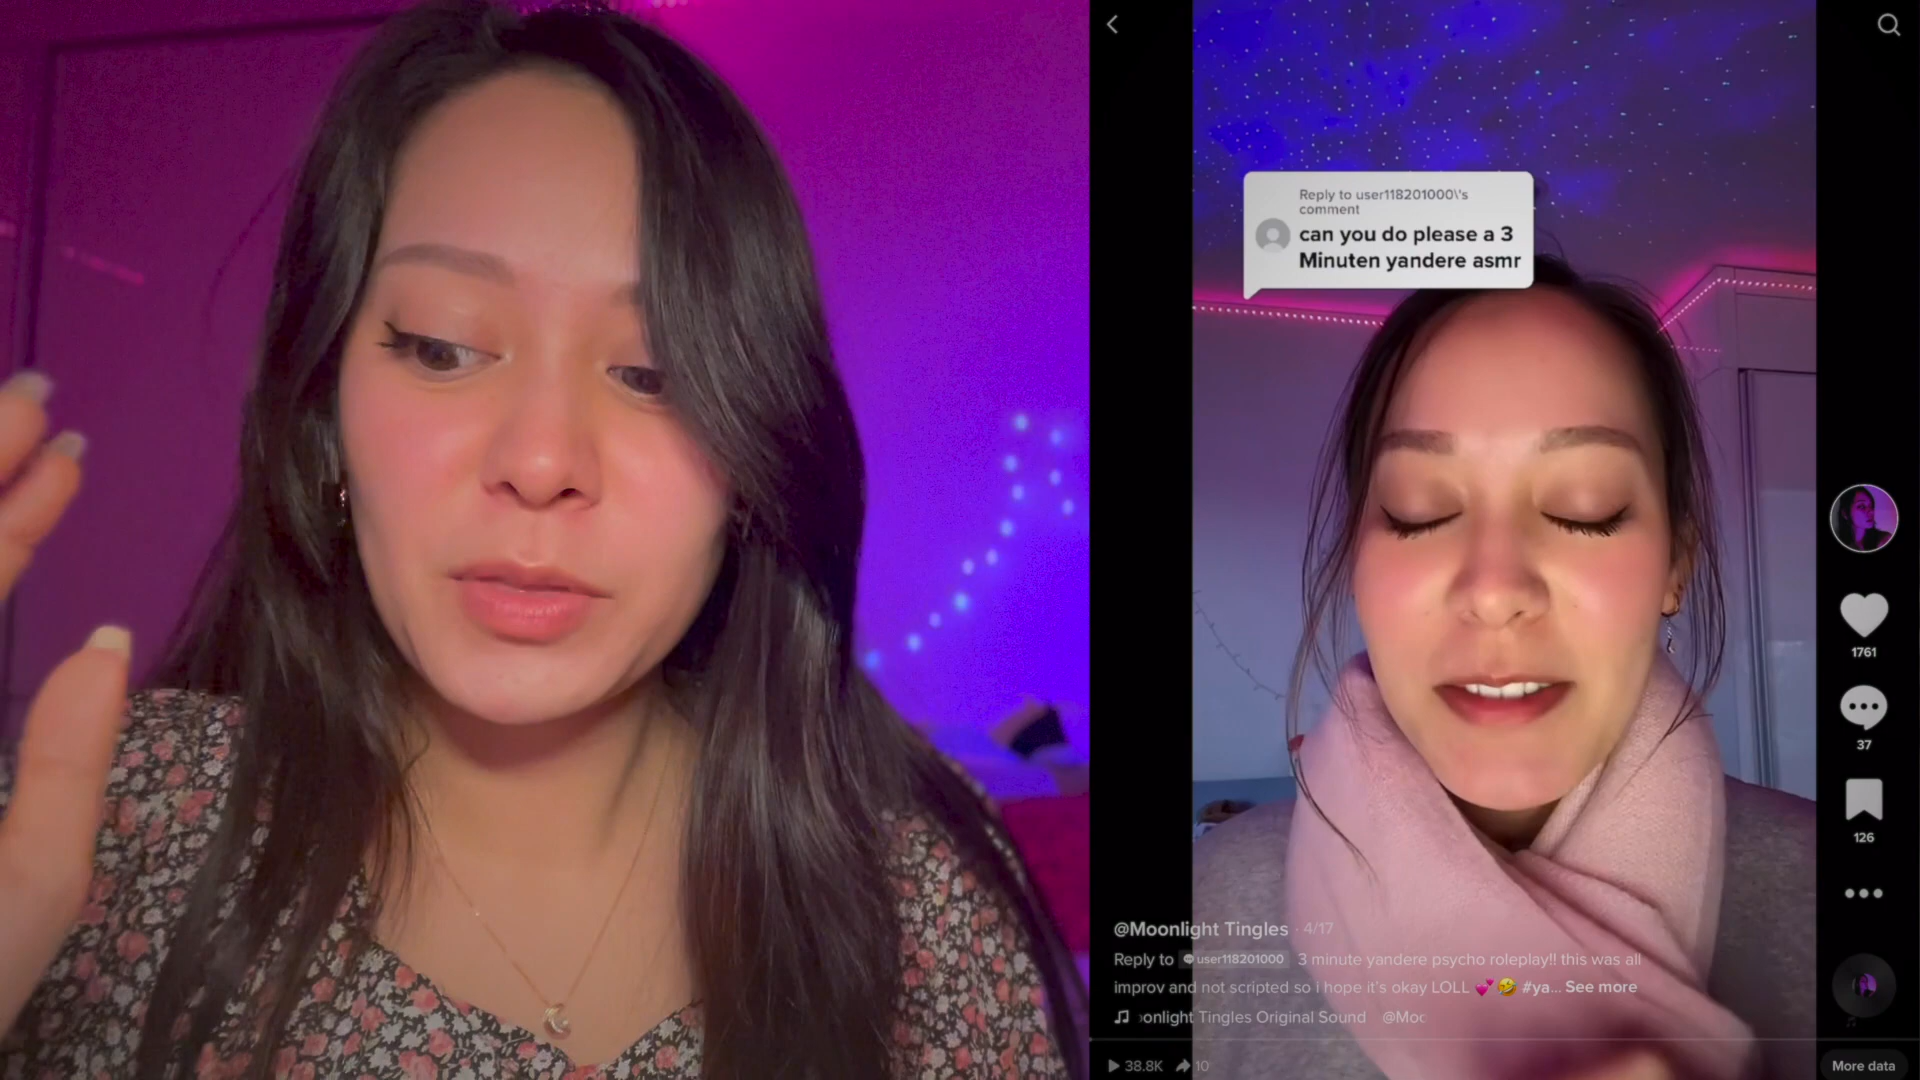 Reply to user118201000\'s
comment
can you do please a 3
Minuten yandere asmr
1761
37
126
@Moonlight Tingles · 4/17
Reply to user118201000 3 minute yandere psycho roleplay!! this was all
improv and not scripted so i hope it's okay LOLL 💕🤣 #ya... See more
onlight Tingles Original Sound @Moo
38.8K 10
More data